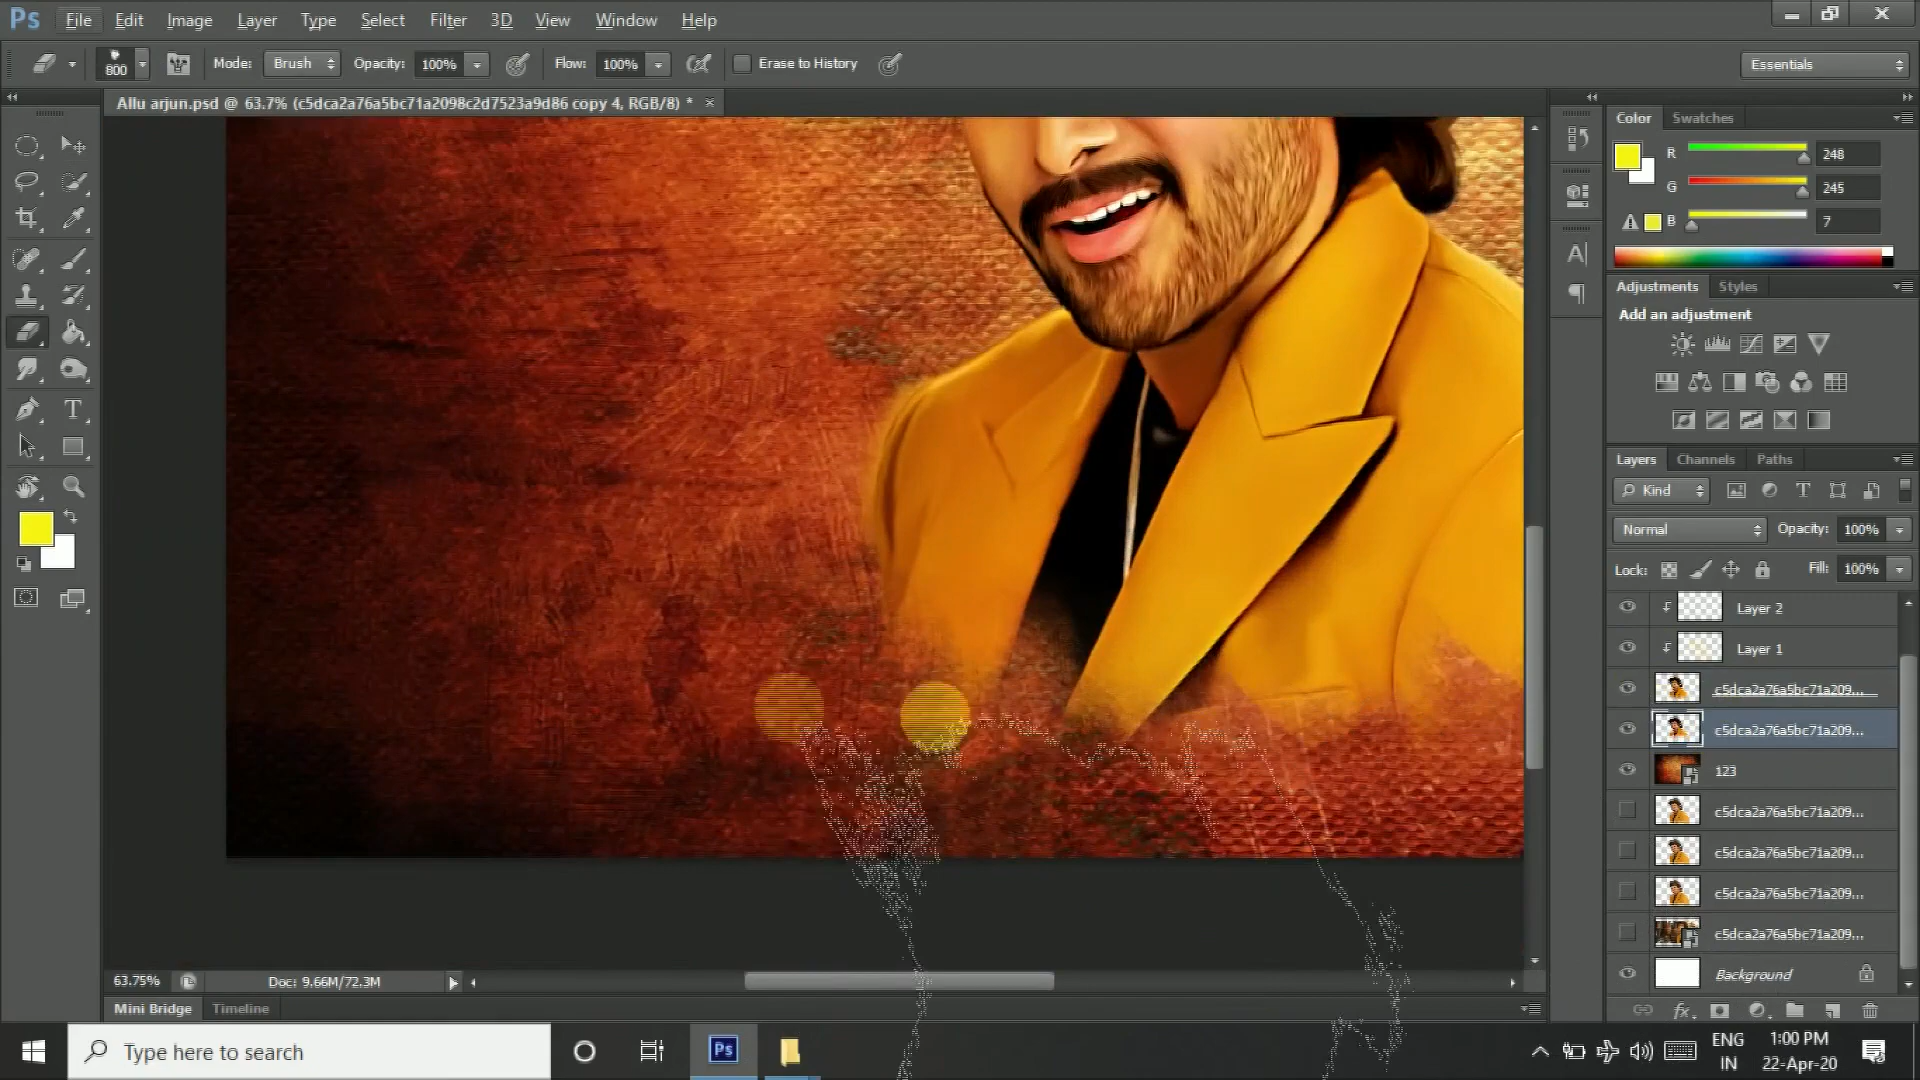 Ps File Edit Image Layer Type Select Filter 3D View Window Help
800 Mode: Brush Opacity: 100% Flow: 100% Erase to History Essentials
Allu arjun.psd @ 63.7% (c5dca2a76a5bc71a2098c2d7523a9d86 copy 4, RGB/8) * ×
Color Swatches
R 248
G 245
B 7
Adjustments Styles
Add an adjustment
Layers Channels Paths
Kind
Normal Opacity: 100%
Lock: Fill: 100%
Layer 2
Layer 1
c5dca2a76a5bc71a209...
c5dca2a76a5bc71a209...
123
c5dca2a76a5bc71a209...
c5dca2a76a5bc71a209...
c5dca2a76a5bc71a209...
c5dca2a76a5bc71a209...
Background
63.75% Doc: 9.66M/72.3M
Mini Bridge Timeline
Type here to search
Ps
ENG
IN
1:00 PM
22-Apr-20